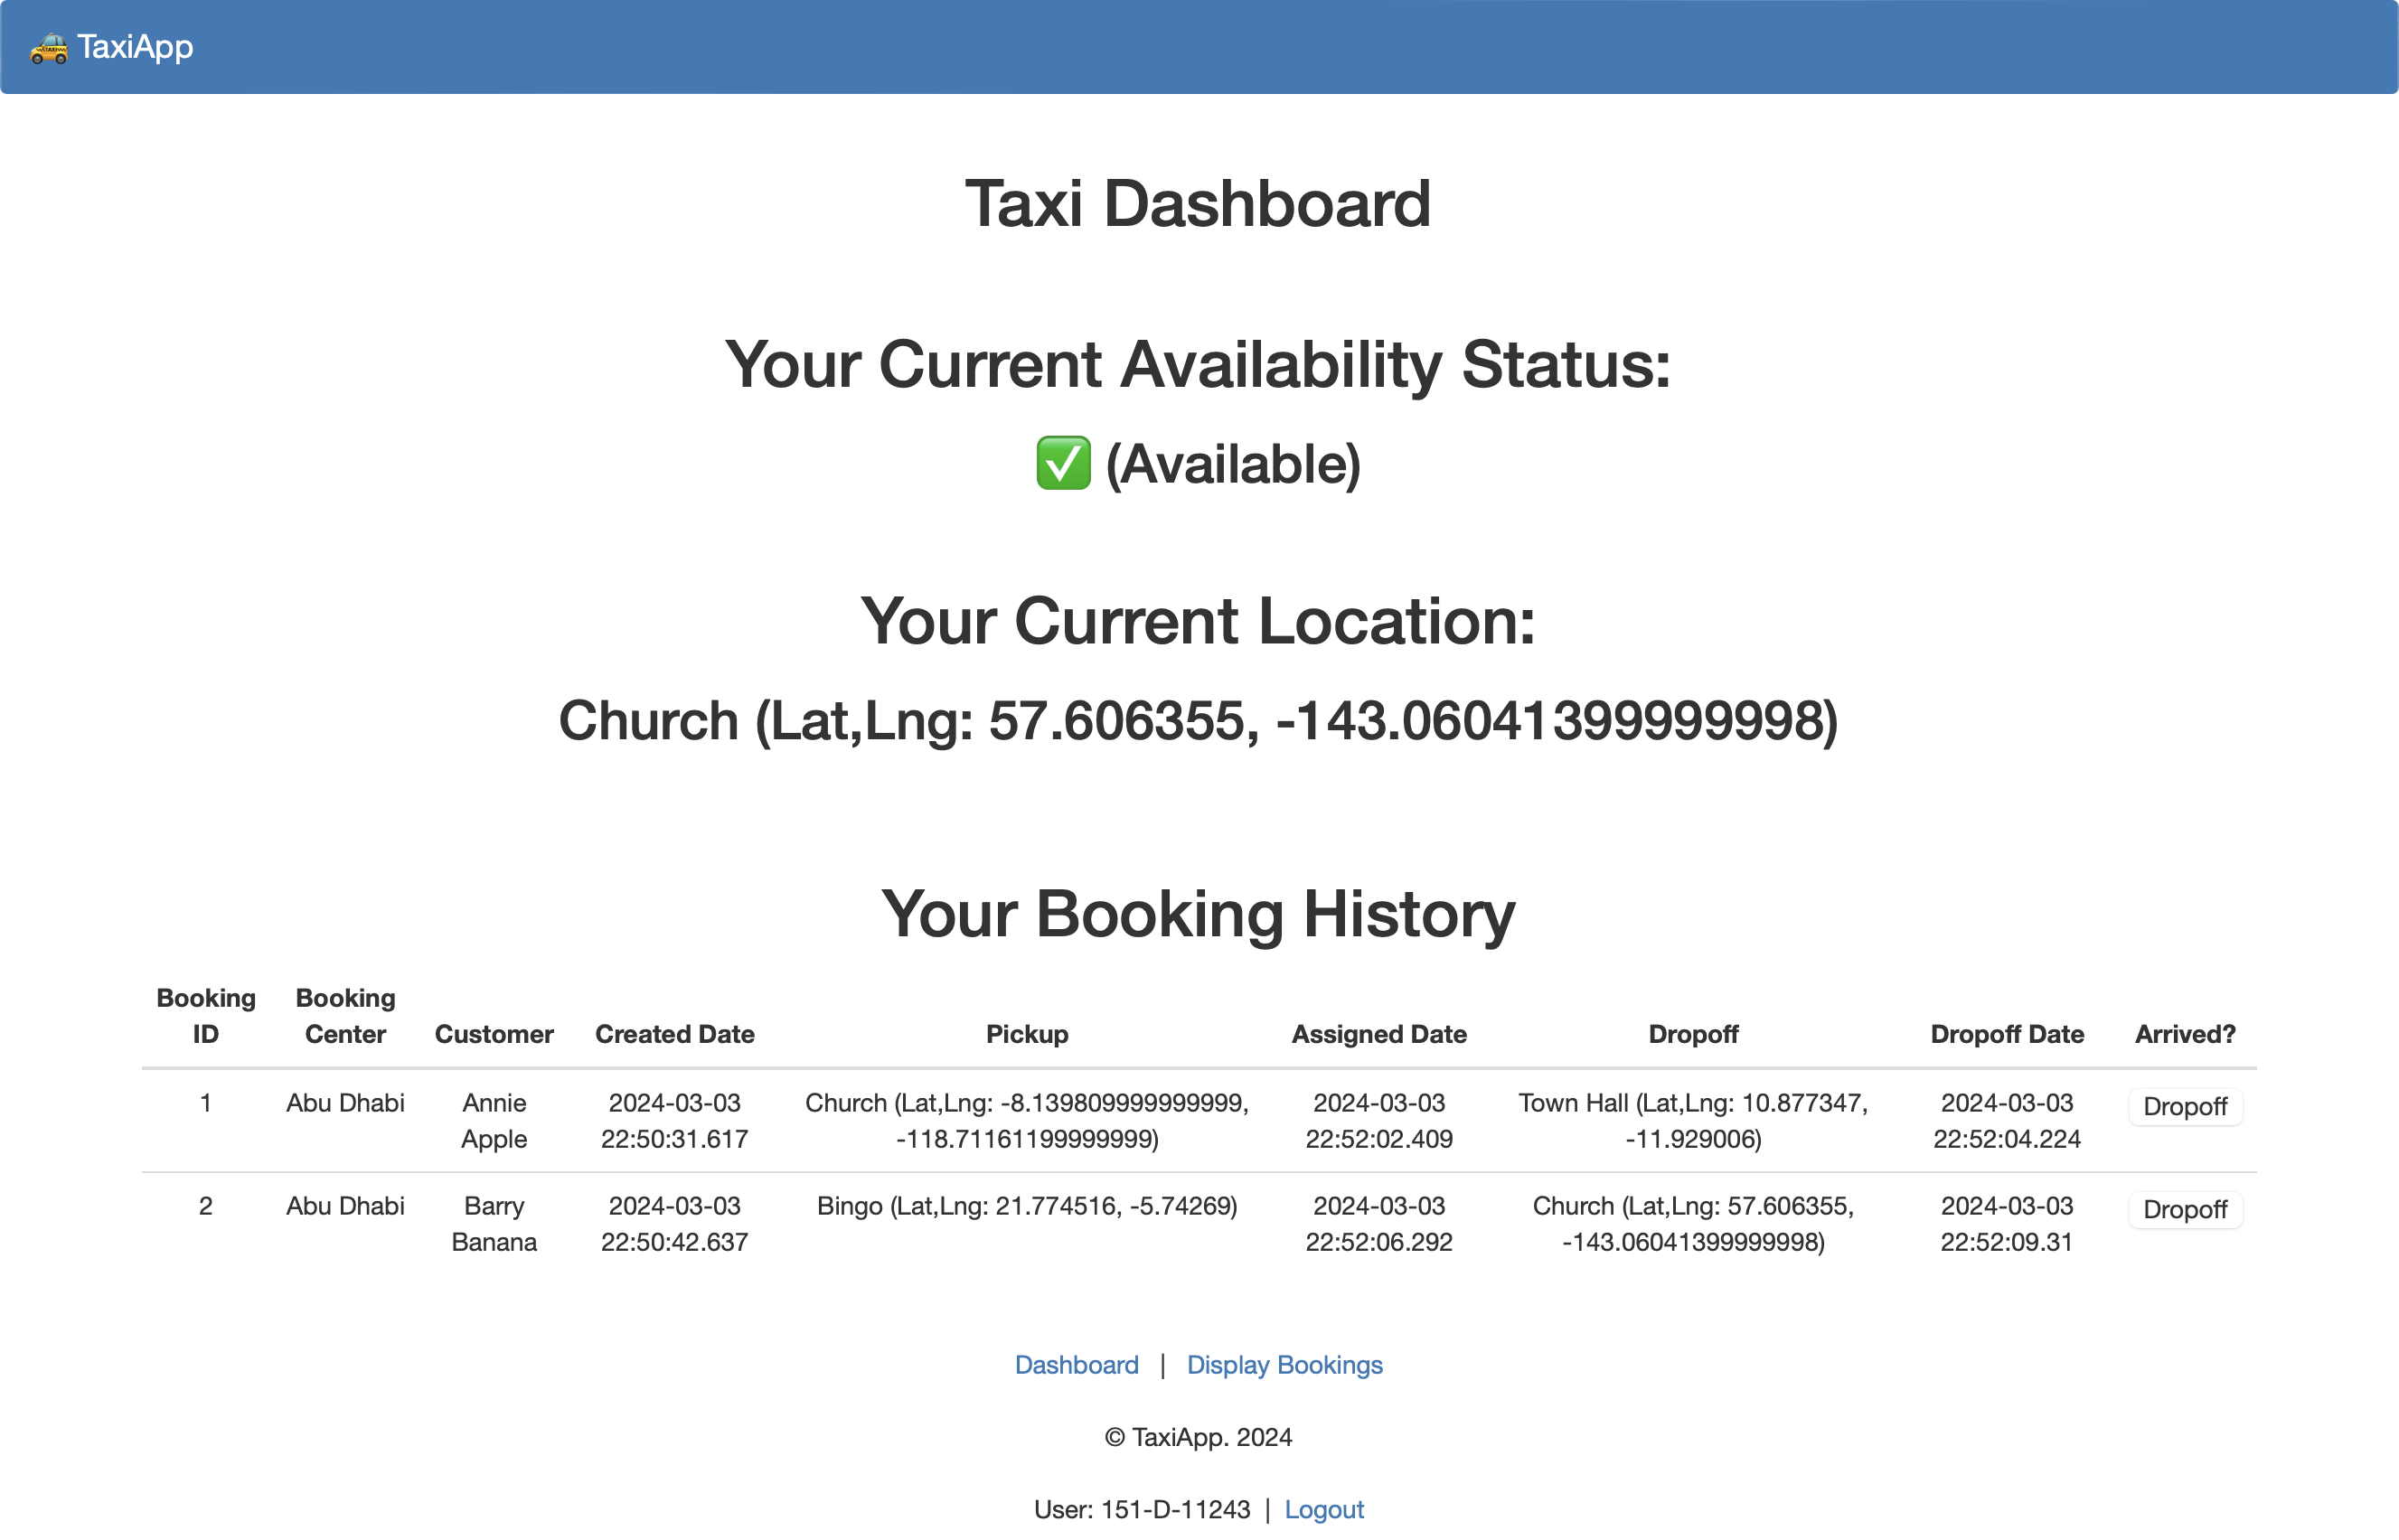 TaxiApp
Taxi Dashboard
Your Current Availability Status:
✅ (Available)
Your Current Location:
Church (Lat,Lng: 57.606355, -143.06041399999998)
Your Booking History
Booking ID Booking Center Customer Created Date Pickup Assigned Date Dropoff Dropoff Date Arrived?
1 Abu Dhabi Annie Apple 2024-03-03 22:50:31.617 Church (Lat,Lng: -8.139809999999999, -118.71161199999999) 2024-03-03 22:52:02.409 Town Hall (Lat,Lng: 10.877347, -11.929006) 2024-03-03 22:52:04.224 Dropoff
2 Abu Dhabi Barry Banana 2024-03-03 22:50:42.637 Bingo (Lat,Lng: 21.774516, -5.74269) 2024-03-03 22:52:06.292 Church (Lat,Lng: 57.606355, -143.06041399999998) 2024-03-03 22:52:09.31 Dropoff
Dashboard | Display Bookings
© TaxiApp. 2024
User: 151-D-11243 | Logout